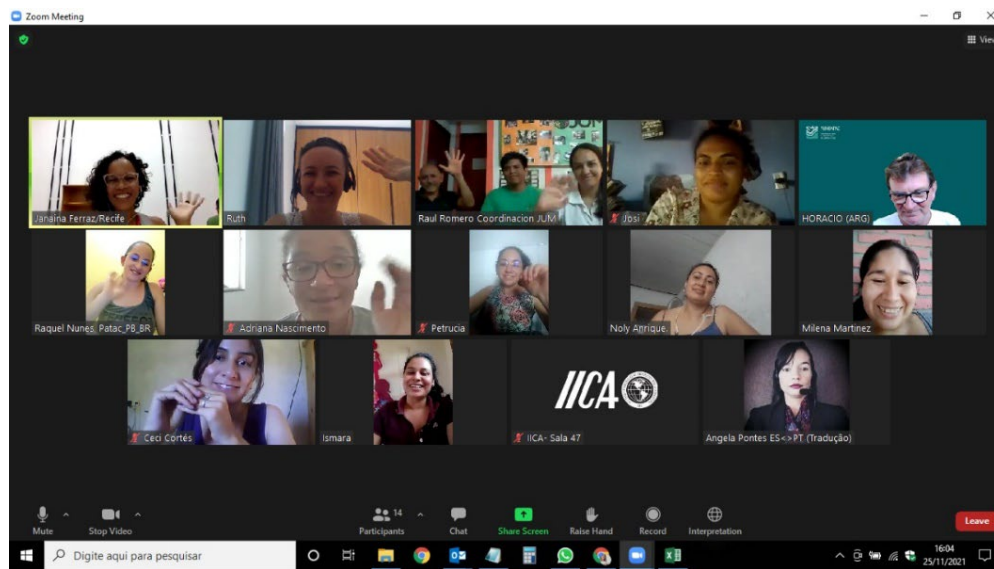 Zoom Meeting
View
Janaina Ferraz/Recife
Ruth
Raul Romero Coordinacion JUM
Josi
HORACIO (ARG)
Raquel Nunes_Patac_PB_BR
Adriana Nascimento
Petrucia
Noly Anrique
Milena Martinez
Ceci Cortés
Ismara
IICA
IICA- Sala 47
Angela Pontes ES<>PT (Tradução)
Mute
Stop Video
14
Participants
Chat
Share Screen
Raise Hand
Record
Interpretation
Leave
Digite aqui para pesquisar
16:04
25/11/2021